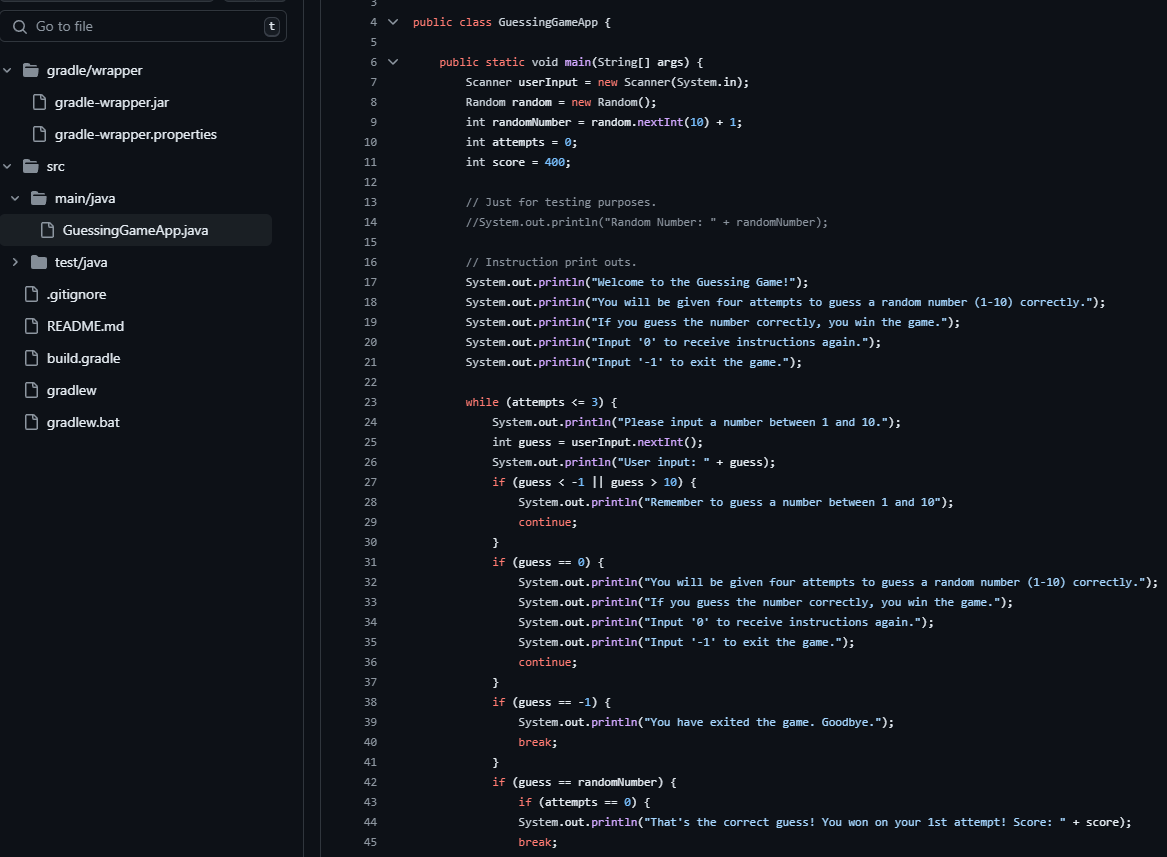 Go to file
t
gradle/wrapper
gradle-wrapper.jar
gradle-wrapper.properties
src
main/java
GuessingGameApp.java
test/java
.gitignore
README.md
build.gradle
gradlew
gradlew.bat
3
4 public class GuessingGameApp {
5
6 public static void main(String[] args) {
7 Scanner userInput = new Scanner(System.in);
8 Random random = new Random();
9 int randomNumber = random.nextInt(10) + 1;
10 int attempts = 0;
11 int score = 400;
12
13 // Just for testing purposes.
14 //System.out.println("Random Number: " + randomNumber);
15
16 // Instruction print outs.
17 System.out.println("Welcome to the Guessing Game!");
18 System.out.println("You will be given four attempts to guess a random number (1-10) correctly.");
19 System.out.println("If you guess the number correctly, you win the game.");
20 System.out.println("Input '0' to receive instructions again.");
21 System.out.println("Input '-1' to exit the game.");
22
23 while (attempts <= 3) {
24 System.out.println("Please input a number between 1 and 10.");
25 int guess = userInput.nextInt();
26 System.out.println("User input: " + guess);
27 if (guess < -1 || guess > 10) {
28 System.out.println("Remember to guess a number between 1 and 10");
29 continue;
30 }
31 if (guess == 0) {
32 System.out.println("You will be given four attempts to guess a random number (1-10) correctly.");
33 System.out.println("If you guess the number correctly, you win the game.");
34 System.out.println("Input '0' to receive instructions again.");
35 System.out.println("Input '-1' to exit the game.");
36 continue;
37 }
38 if (guess == -1) {
39 System.out.println("You have exited the game. Goodbye.");
40 break;
41 }
42 if (guess == randomNumber) {
43 if (attempts == 0) {
44 System.out.println("That's the correct guess! You won on your 1st attempt! Score: " + score);
45 break;